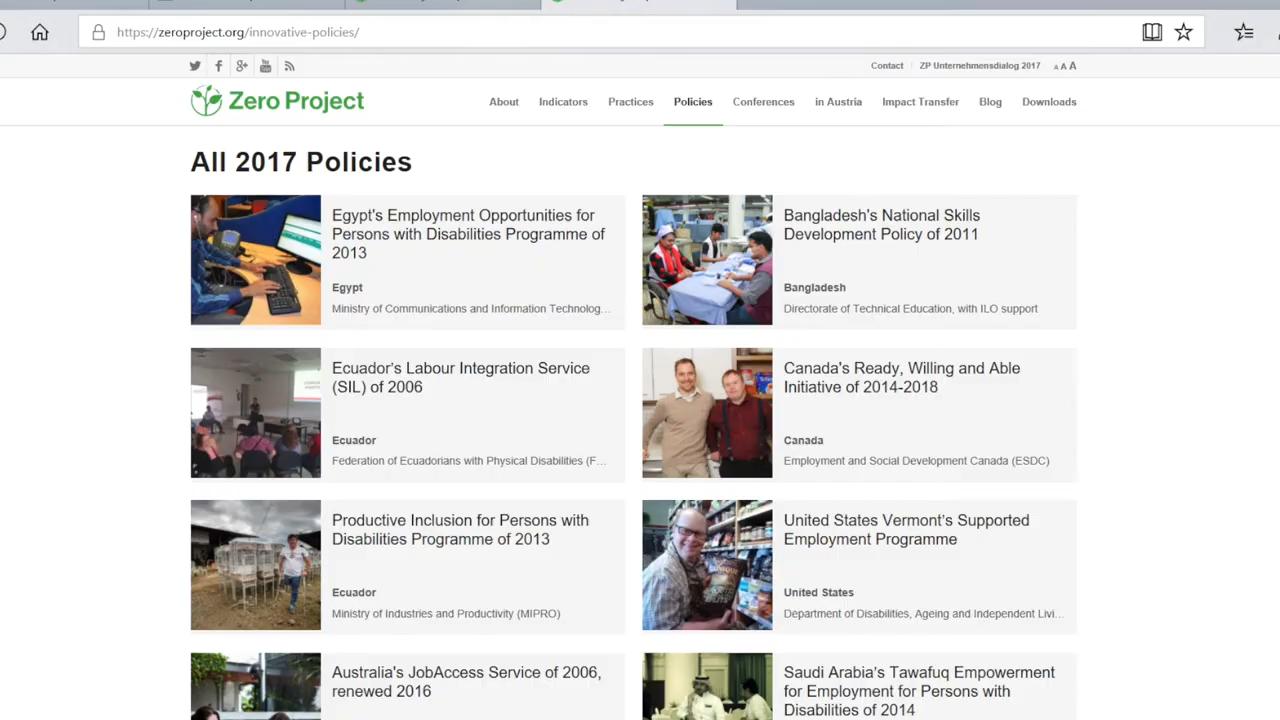 https://zeroproject.org/innovative-policies/
Contact
ZP Unternehmensdialog 2017
A A A
Zero Project
About
Indicators
Practices
Policies
Conferences
in Austria
Impact Transfer
Blog
Downloads
All 2017 Policies
Egypt's Employment Opportunities for
Persons with Disabilities Programme of
2013
Egypt
Ministry of Communications and Information Technolog...
Bangladesh's National Skills
Development Policy of 2011
Bangladesh
Directorate of Technical Education, with ILO support
Ecuador's Labour Integration Service
(SIL) of 2006
Ecuador
Federation of Ecuadorians with Physical Disabilities (F...
Canada's Ready, Willing and Able
Initiative of 2014-2018
Canada
Employment and Social Development Canada (ESDC)
Productive Inclusion for Persons with
Disabilities Programme of 2013
Ecuador
Ministry of Industries and Productivity (MIPRO)
United States Vermont's Supported
Employment Programme
United States
Department of Disabilities, Ageing and Independent Livi...
Australia's JobAccess Service of 2006,
renewed 2016
Saudi Arabia's Tawafuq Empowerment
for Employment for Persons with
Disabilities of 2014